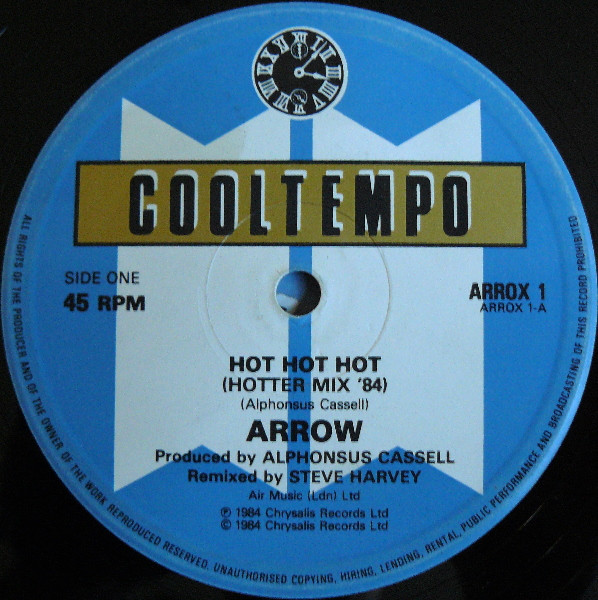 COOLTEMPO
SIDE ONE
45 RPM
ARROX 1
ARROX 1-A
HOT HOT HOT
(HOTTER MIX '84)
(Alphonsus Cassell)
ARROW
Produced by ALPHONSUS CASSELL
Remixed by STEVE HARVEY
Air Music (Ldn) Ltd
℗ 1984 Chrysalis Records Ltd
© 1984 Chrysalis Records Ltd
ALL RIGHTS OF THE PRODUCER AND OF THE OWNER OF THE WORK REPRODUCED RESERVED. UNAUTHORISED COPYING, HIRING, LENDING, RENTAL, PUBLIC PERFORMANCE AND BROADCASTING OF THIS RECORD PROHIBITED